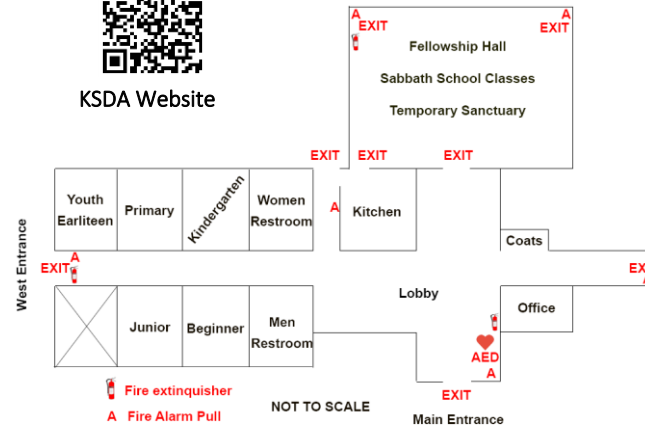 KSDA Website
A
A
EXIT
EXIT
Fellowship Hall
Sabbath School Classes
Temporary Sanctuary
EXIT
EXIT
EXIT
Youth
Earliteen
Primary
Kindergarten
Women
Restroom
A
Kitchen
Coats
West Entrance
A
EXIT
Lobby
Office
Junior
Beginner
Men
Restroom
AED
A
EXIT
Main Entrance
Fire extinquisher
A Fire Alarm Pull
NOT TO SCALE